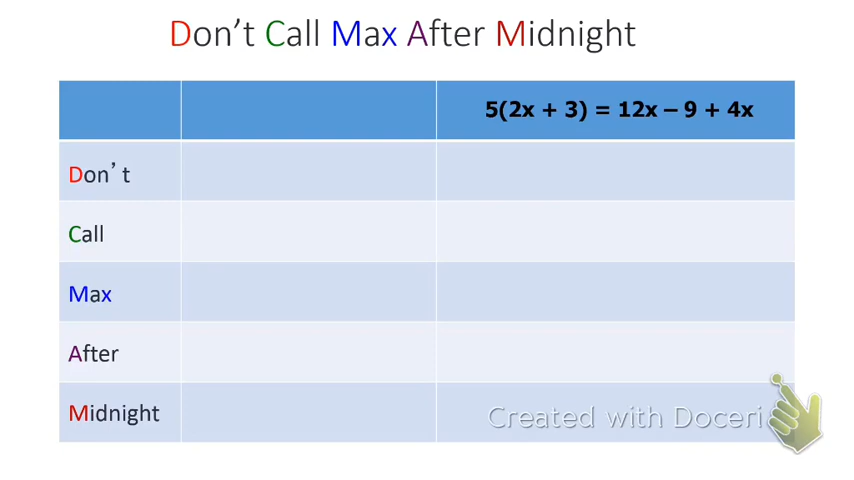 Don't Call Max After Midnight
5(2x + 3) = 12x – 9 + 4x
Don't
Call
Max
After
Midnight
Created with Doceri